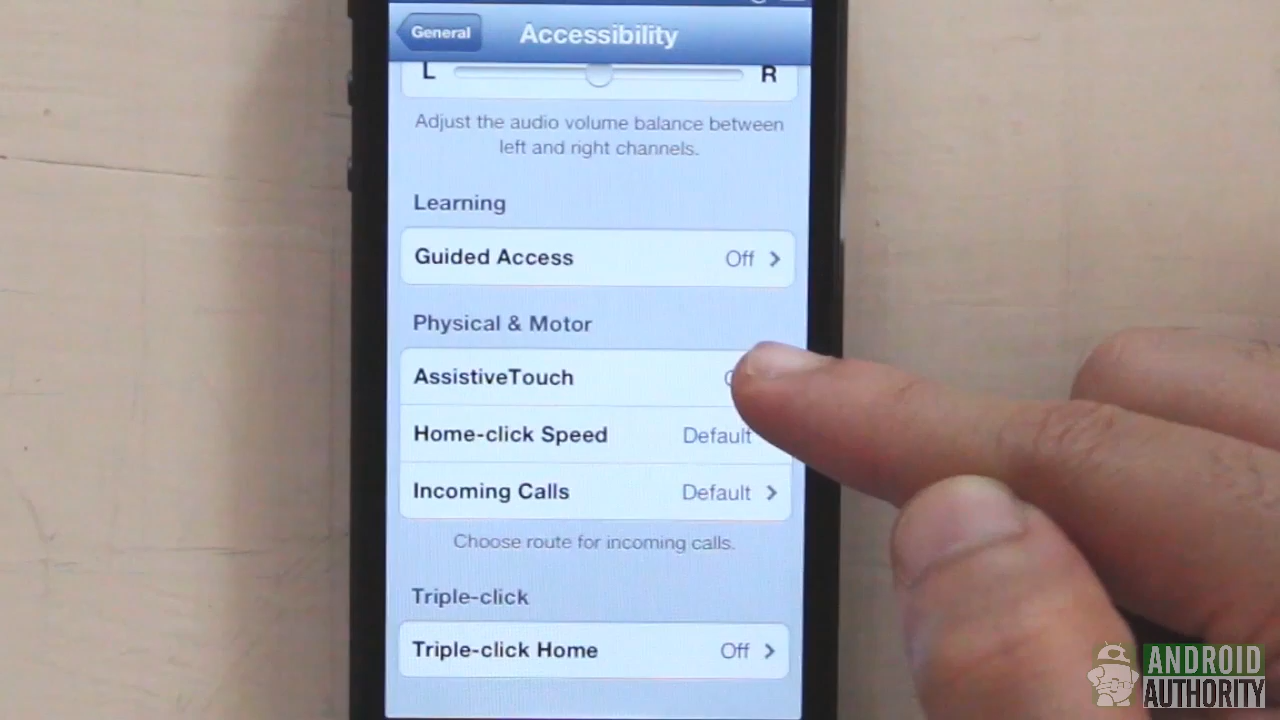 General
Accessibility
L
R
Adjust the audio volume balance between
left and right channels.
Learning
Guided Access Off
Physical & Motor
AssistiveTouch
Home-click Speed Default
Incoming Calls Default
Choose route for incoming calls.
Triple-click
Triple-click Home Off
ANDROID
AUTHORITY